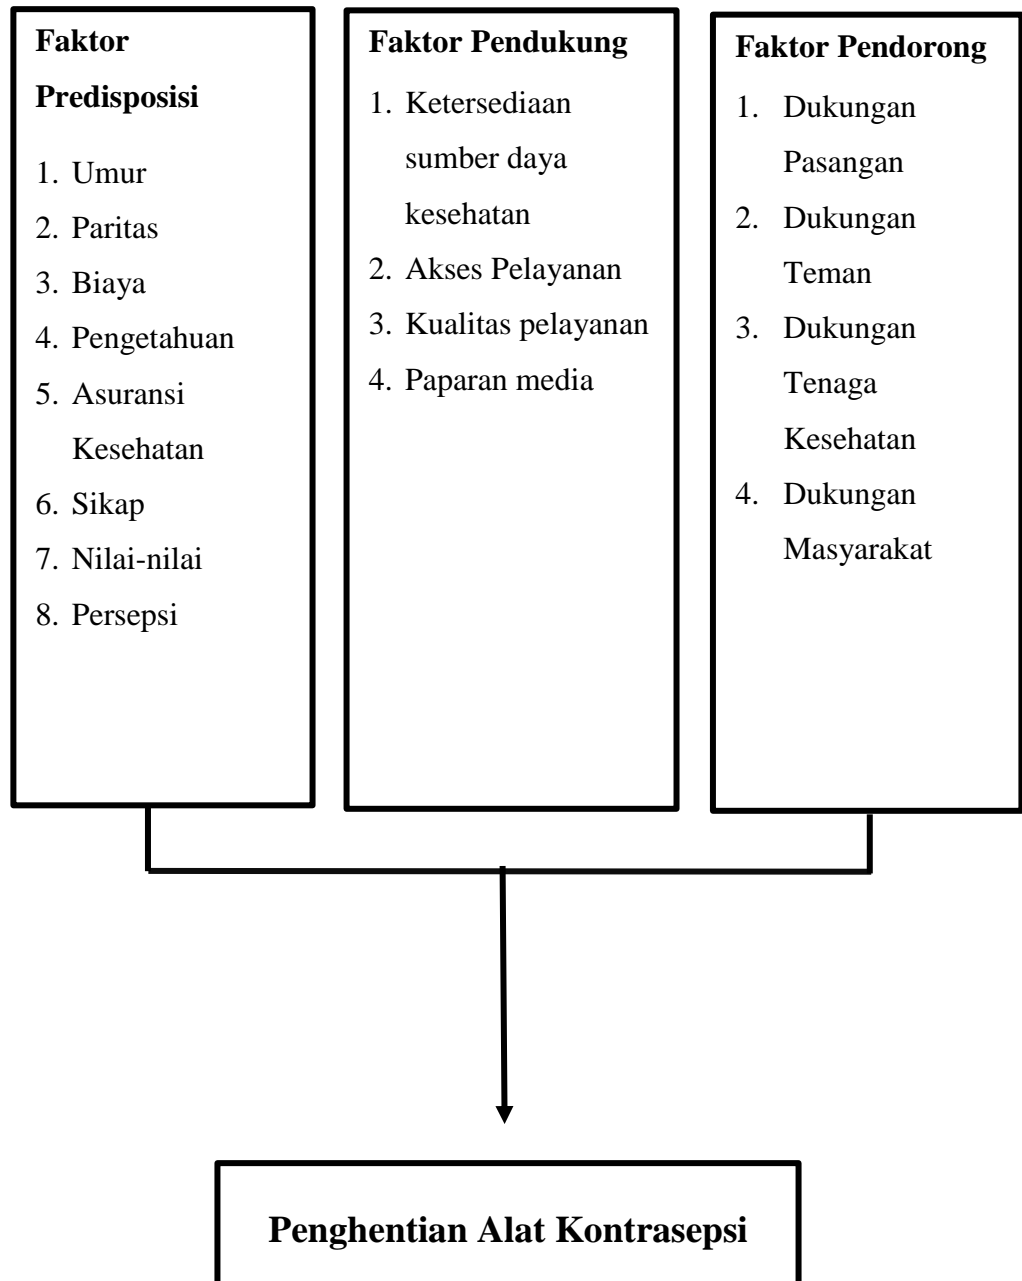 Faktor
Predisposisi
1. Umur
2. Paritas
3. Biaya
4. Pengetahuan
5. Asuransi
Kesehatan
6. Sikap
7. Nilai-nilai
8. Persepsi
Faktor Pendukung
1. Ketersediaan
sumber daya
kesehatan
2. Akses Pelayanan
3. Kualitas pelayanan
4. Paparan media
Faktor Pendorong
1. Dukungan
Pasangan
2. Dukungan
Teman
3. Dukungan
Tenaga
Kesehatan
4. Dukungan
Masyarakat
Penghentian Alat Kontrasepsi